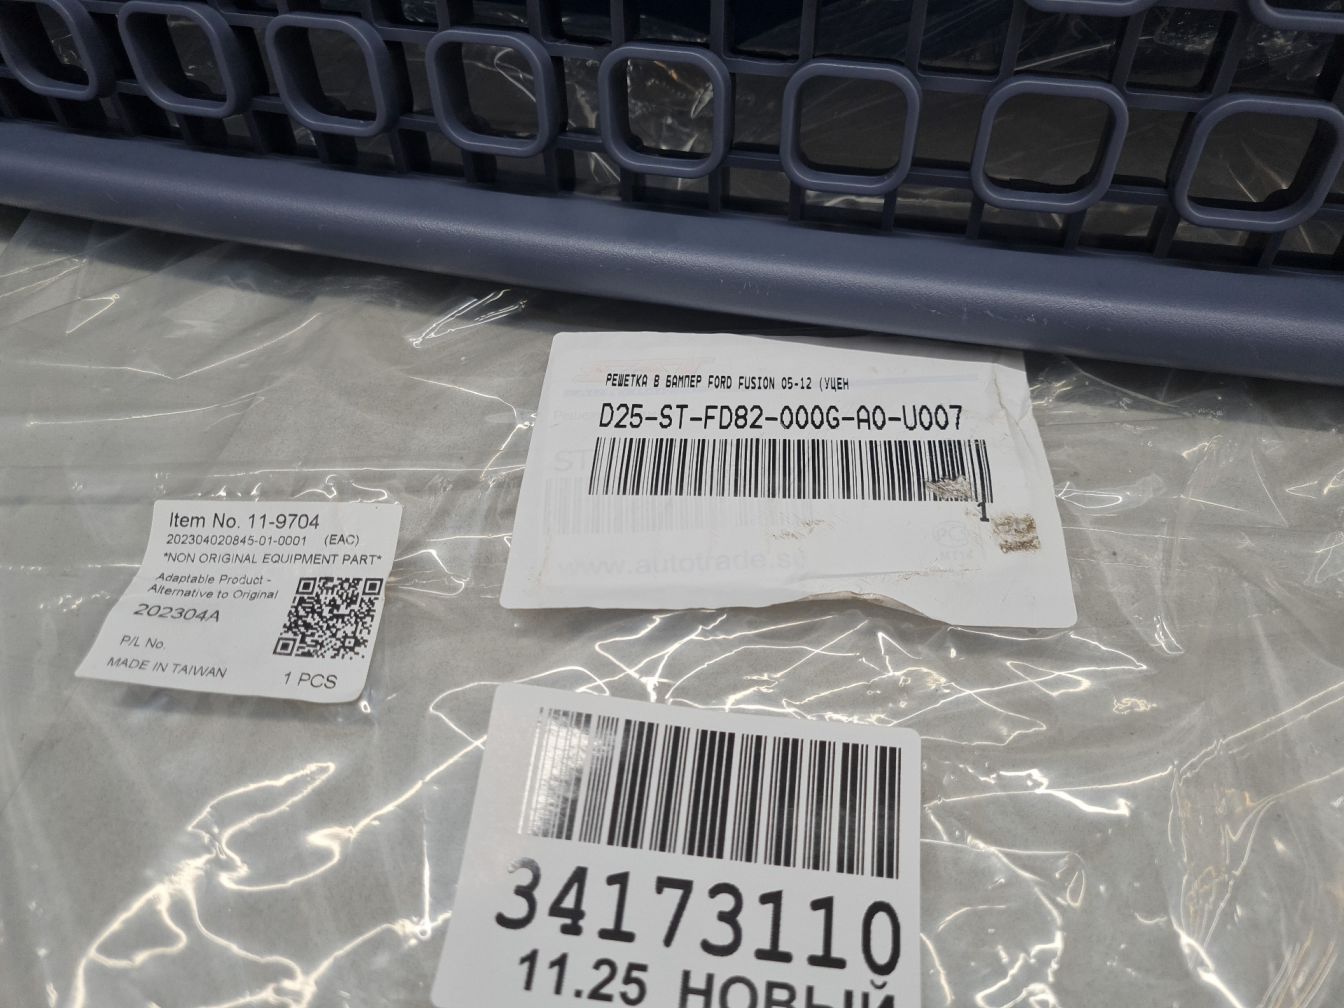 РЕШЕТКА В БАМПЕР FORD FUSION 05-12 (УЦЕН
D25-ST-FD82-000G-A0-U007
1
www.autotrade.s
Item No. 11-9704
202304020845-01-0001 (EAC)
*NON ORIGINAL EQUIPMENT PART*
Adaptable Product -
Alternative to Original
202304A
P/L No.
MADE IN TAIWAN
1 PCS
34173110
11.25 НОВЫЙ